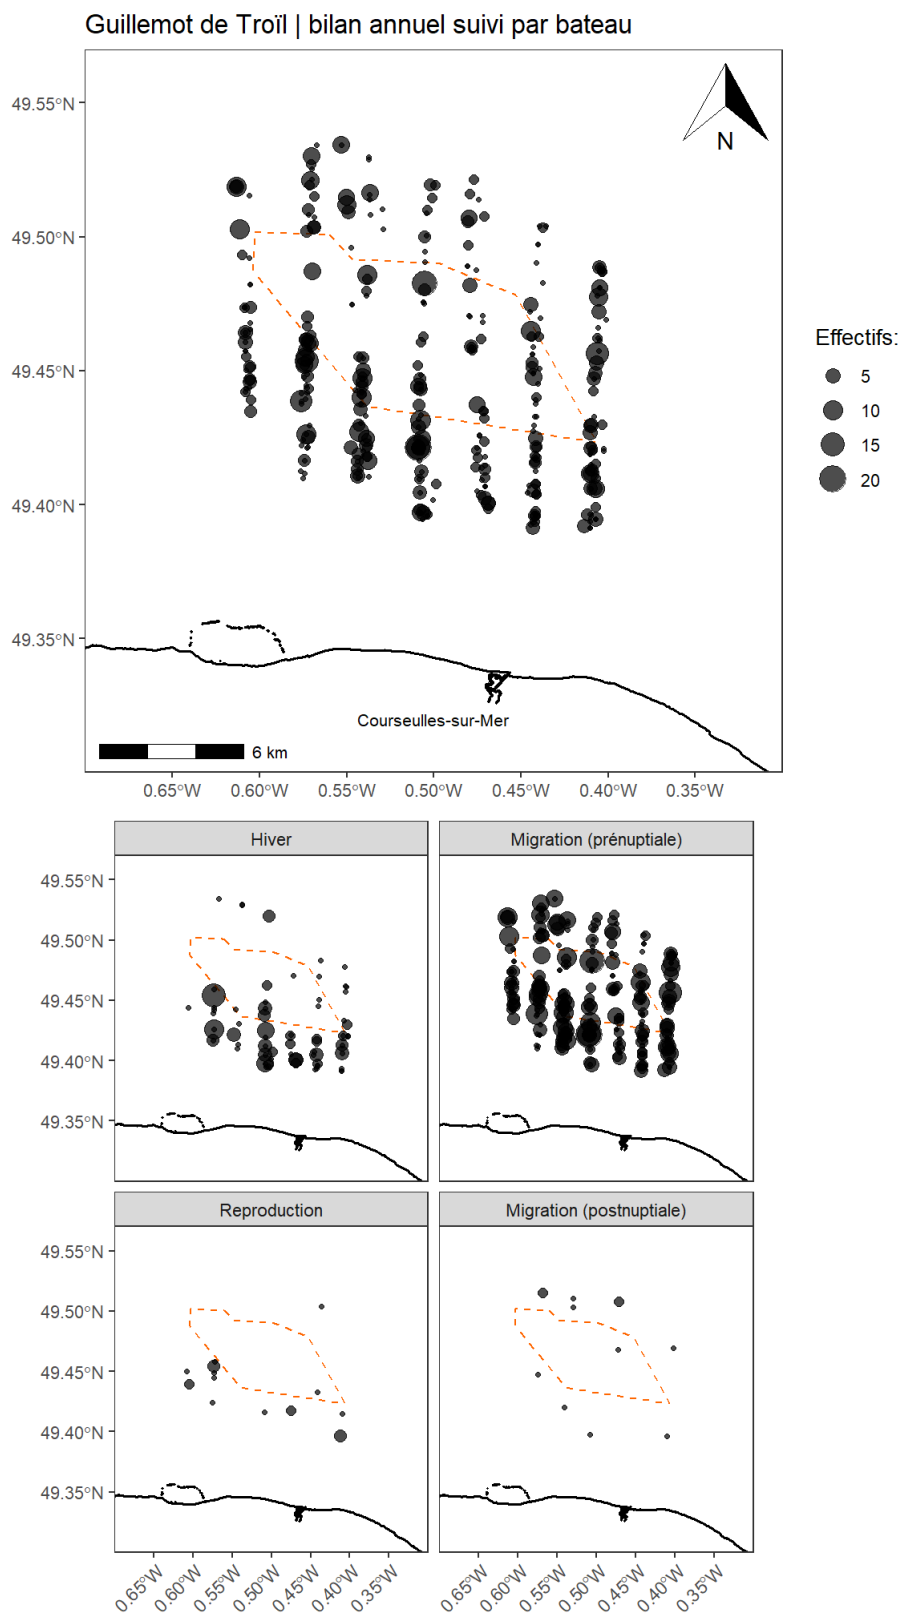 Guillemot de Troïl | bilan annuel suivi par bateau
N
49.55°N
49.50°N
49.45°N
49.40°N
49.35°N
Courseulles-sur-Mer
6 km
0.65°W 0.60°W 0.55°W 0.50°W 0.45°W 0.40°W 0.35°W
Effectifs:
5
10
15
20
Hiver
Migration (prénuptiale)
49.55°N
49.50°N
49.45°N
49.40°N
49.35°N
Reproduction
Migration (postnuptiale)
49.55°N
49.50°N
49.45°N
49.40°N
49.35°N
0.65°W 0.60°W 0.55°W 0.50°W 0.45°W 0.40°W 0.35°W
0.65°W 0.60°W 0.55°W 0.50°W 0.45°W 0.40°W 0.35°W